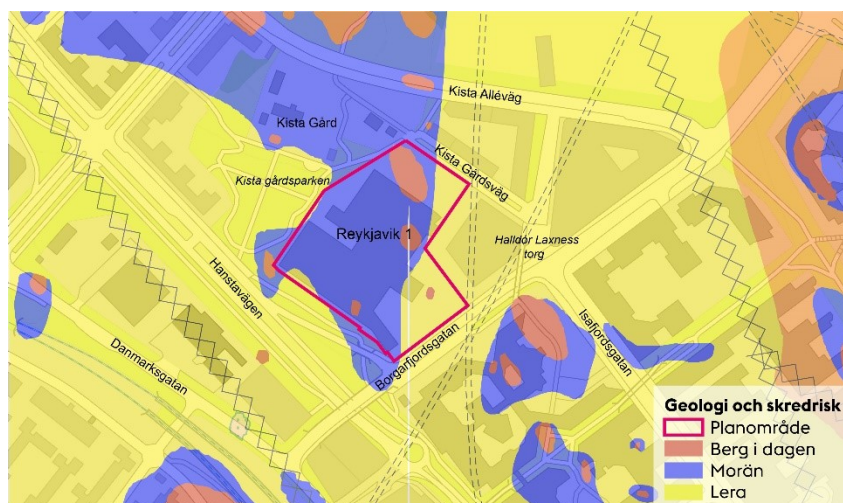 Kista Alléväg
Kista Gård
Kista Gårdsväg
Kista gårdsparken
Reykjavik 1
Halldór Laxness
torg
Hanstavägen
Isafjordsgatan
Danmarksgatan
Borgarfjordsgatan
Geologi och skredrisk
Planområde
Berg i dagen
Morän
Lera